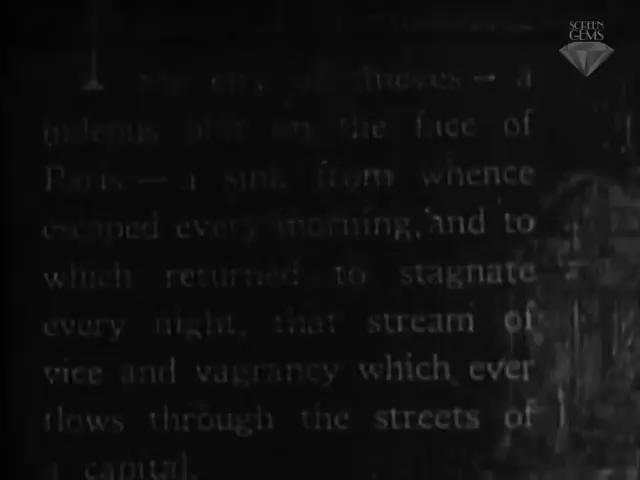 SCREEN
GEMS
The city of thieves — a
hideous blot on the face of
Paris — a sink from whence
escaped every morning, and to
which returned to stagnate
every night, that stream of
vice and vagrancy which ever
flows through the streets of
a capital.